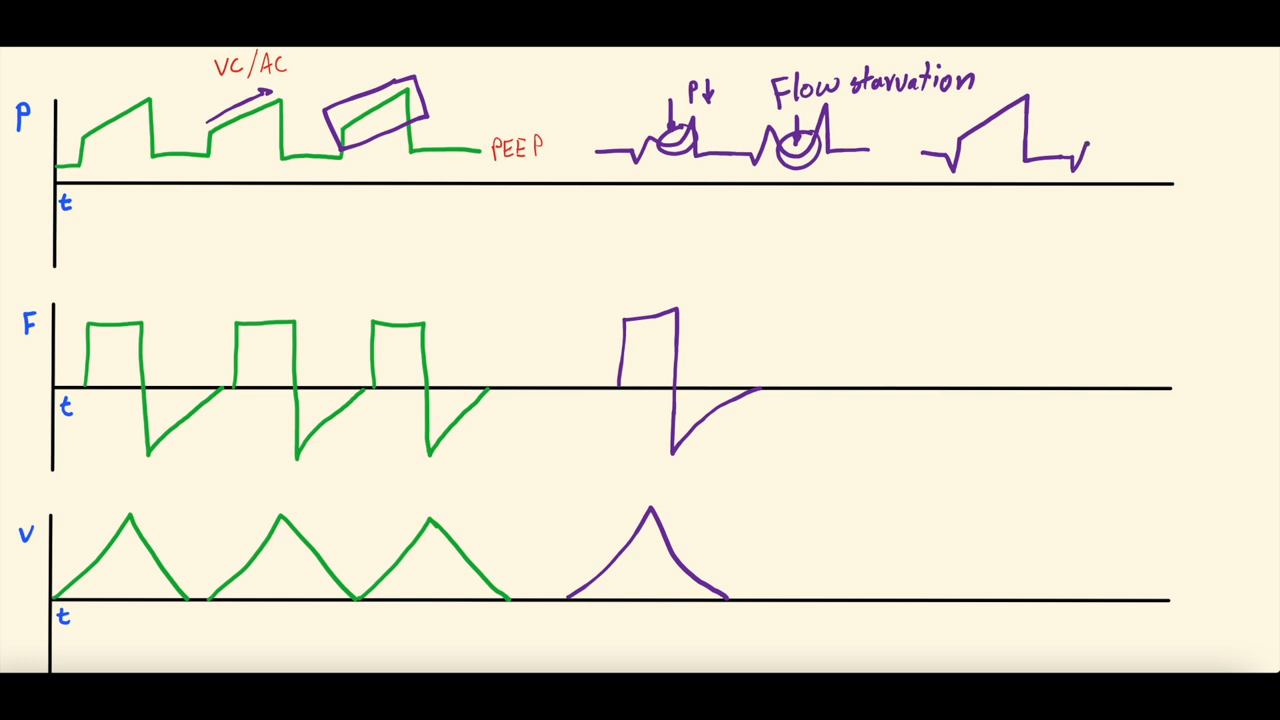 VC/AC
P↓
Flow starvation
P
PEEP
t
F
t
V
t